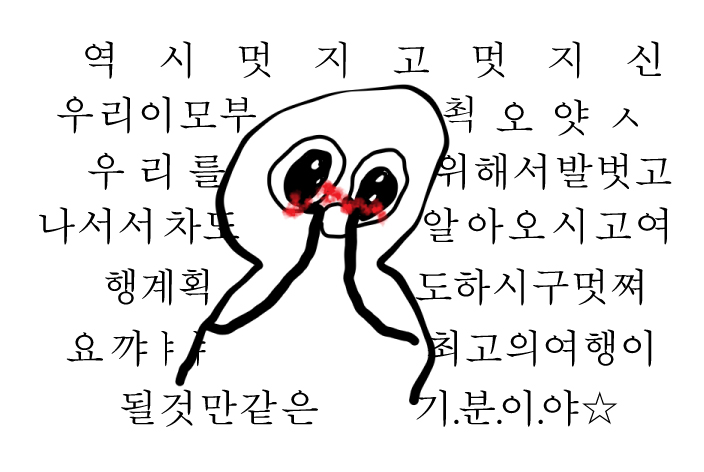 역 시 멋 지 고 멋 지 신
우리이모부 최 오 얏 ㅅ
우 리 를 위해서발벗고
나서서차도 알아오시고여
행계획 도하시구멋쪄
요꺄ㅑㅑ 최고의여행이
될것만같은 기.분.이.야☆